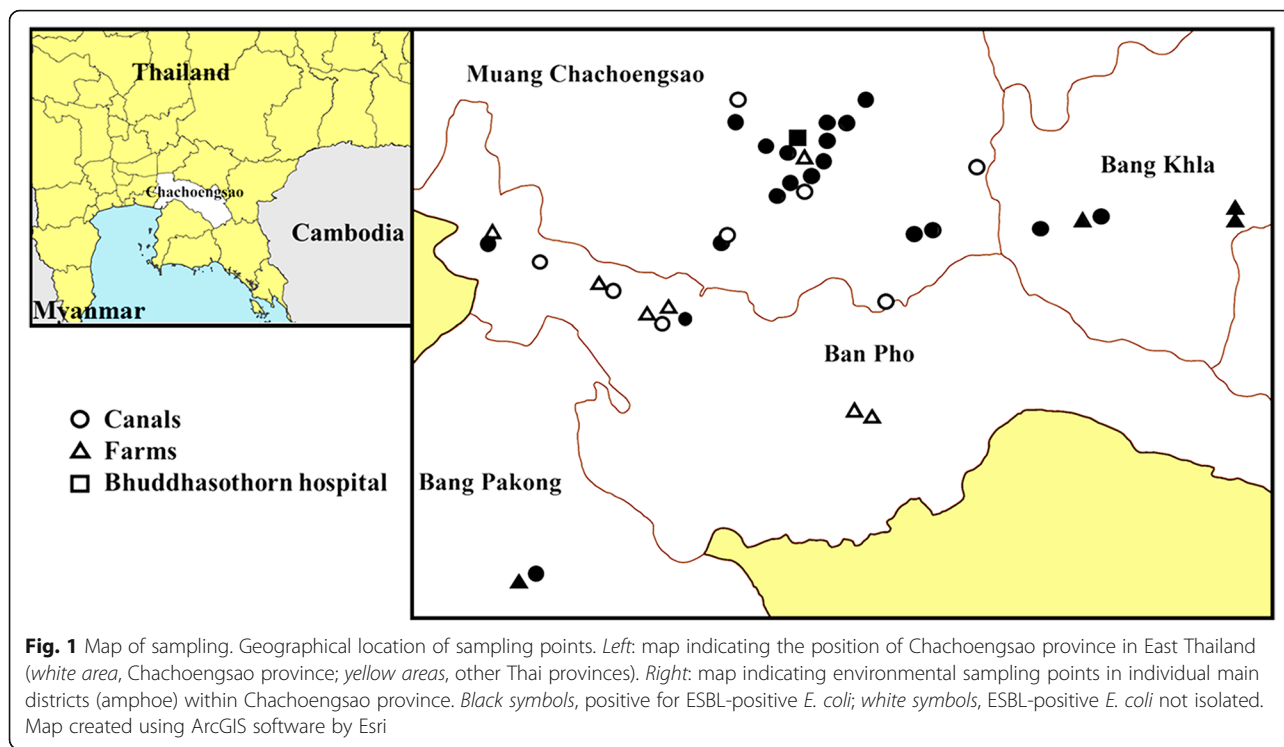 Thailand
Chachoengsao
Cambodia
Myanmar
Canals
Farms
Bhuddhasothorn hospital
Muang Chachoengsao
Bang Khla
Ban Pho
Bang Pakong
Fig. 1 Map of sampling. Geographical location of sampling points. Left: map indicating the position of Chachoengsao province in East Thailand
(white area, Chachoengsao province; yellow areas, other Thai provinces). Right: map indicating environmental sampling points in individual main
districts (amphoe) within Chachoengsao province. Black symbols, positive for ESBL-positive E. coli; white symbols, ESBL-positive E. coli not isolated.
Map created using ArcGIS software by Esri